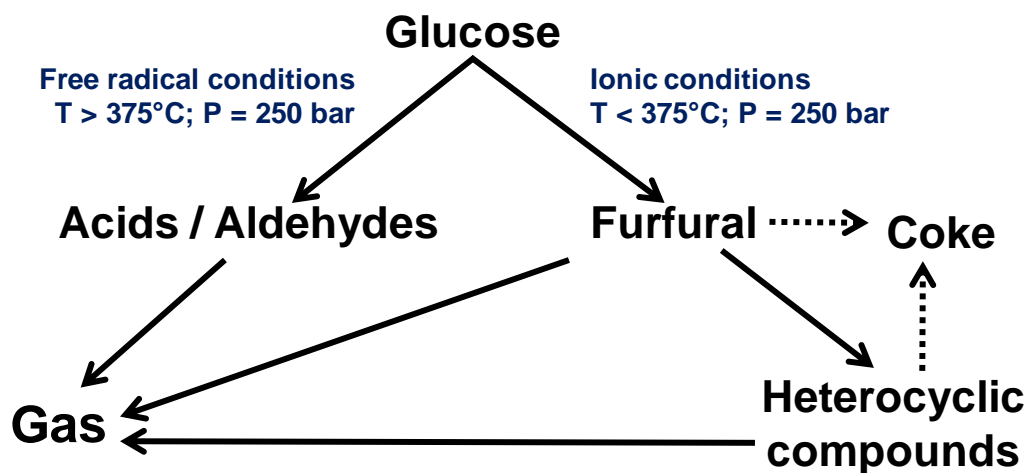 Glucose
Free radical conditions
T > 375°C; P = 250 bar
Ionic conditions
T < 375°C; P = 250 bar
Acids / Aldehydes
Furfural
Coke
Gas
Heterocyclic
compounds